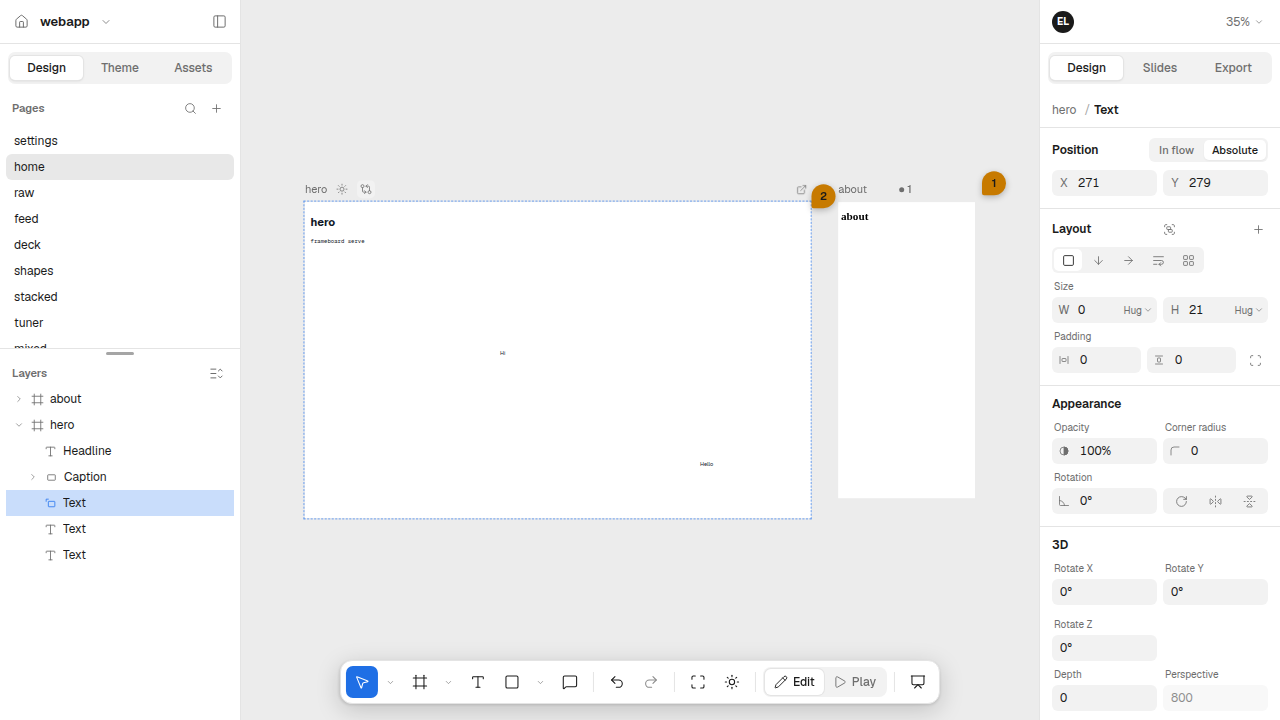 webapp
Design Theme Assets
Pages
settings
home
raw
feed
deck
shapes
stacked
tuner
mixed
Layers
about
hero
Headline
Caption
Text
Text
Text
hero
2
about 1
1
hero
frameboard serve
Hi
Hello
about
Edit
Play
EL
35%
Design Slides Export
hero / Text
Position
In flow Absolute
X 271 Y 279
Layout
Size
W 0 Hug H 21 Hug
Padding
0 0
Appearance
Opacity Corner radius
100% 0
Rotation
0°
3D
Rotate X Rotate Y
0° 0°
Rotate Z
0°
Depth Perspective
0 800